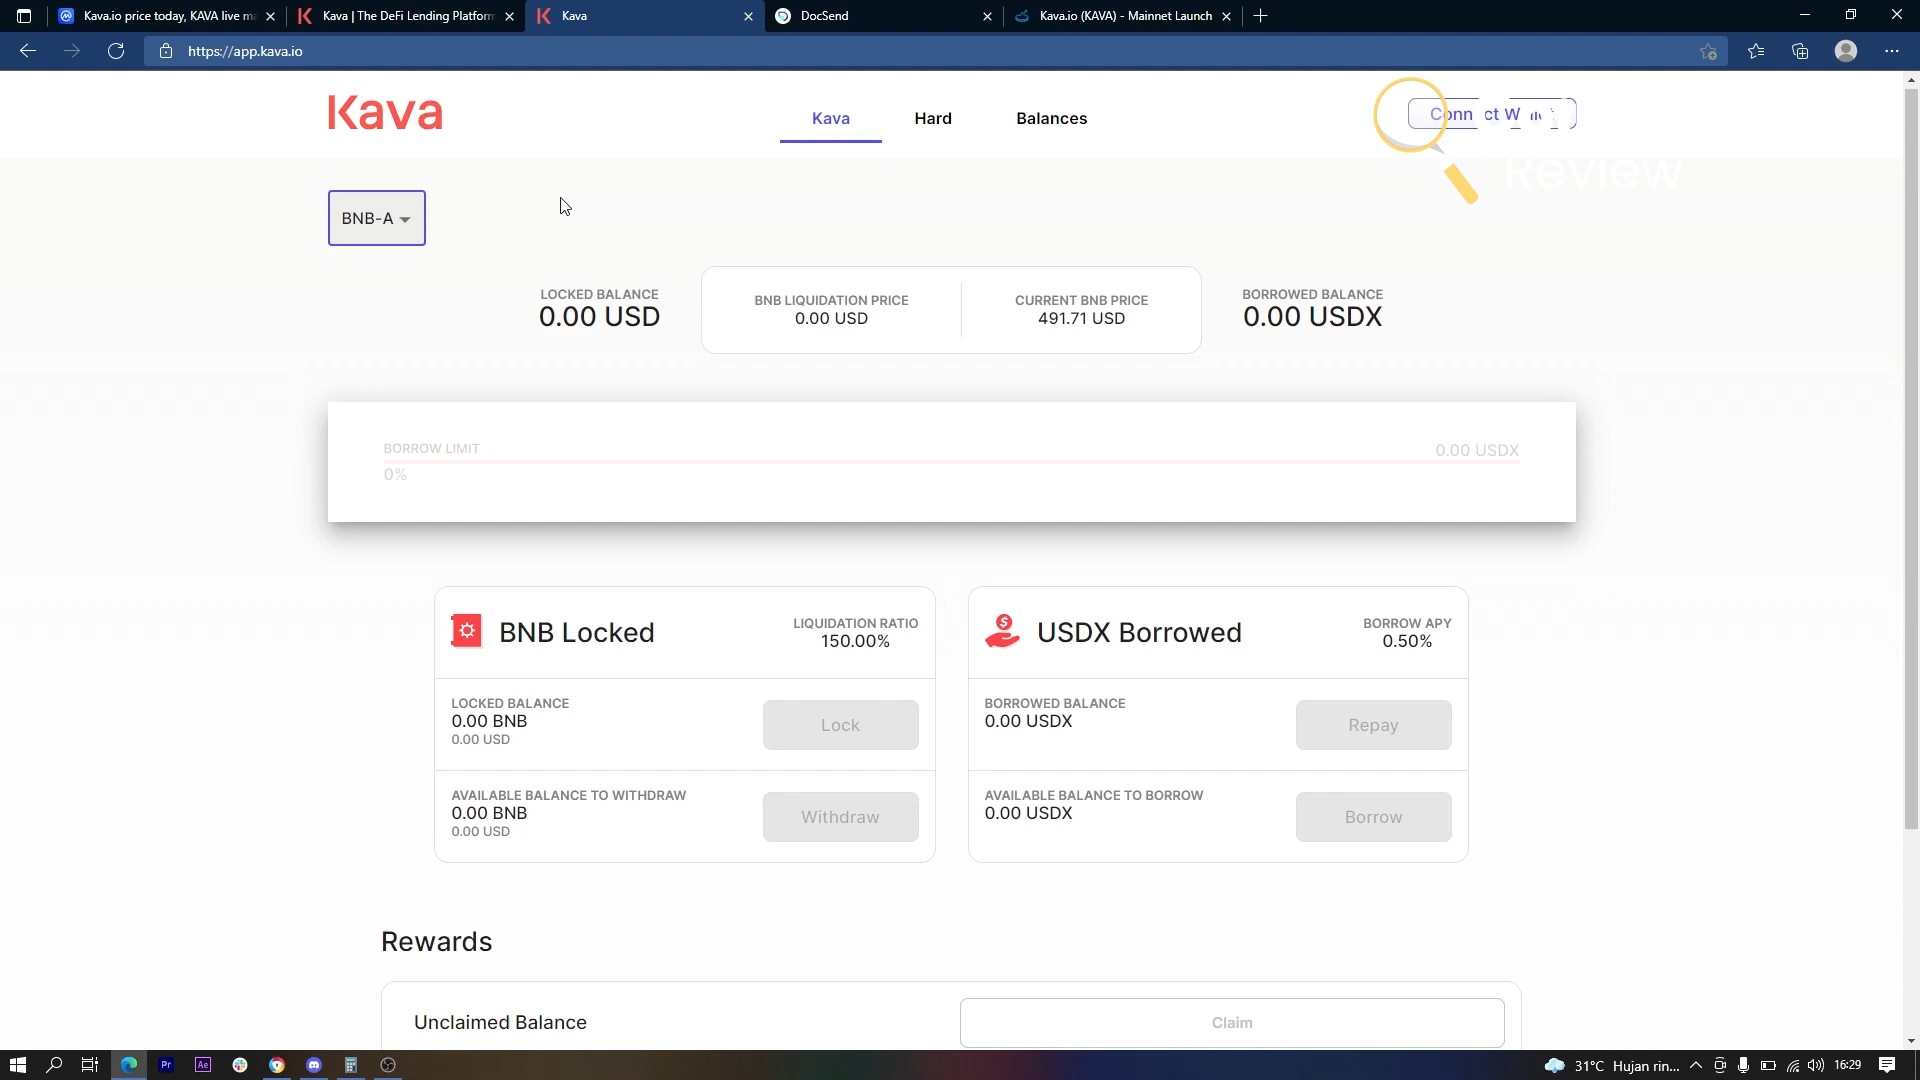 Kava.io price today, KAVA live ma
Kava | The DeFi Lending Platform
Kava
DocSend
Kava.io (KAVA) - Mainnet Launch
https://app.kava.io
Kava
Kava
Hard
Balances
Review
BNB-A
LOCKED BALANCE
0.00 USD
BNB LIQUIDATION PRICE
0.00 USD
CURRENT BNB PRICE
491.71 USD
BORROWED BALANCE
0.00 USDX
BORROW LIMIT
0.00 USDX
0%
BNB Locked
LIQUIDATION RATIO
150.00%
LOCKED BALANCE
0.00 BNB
0.00 USD
Lock
AVAILABLE BALANCE TO WITHDRAW
0.00 BNB
0.00 USD
Withdraw
USDX Borrowed
BORROW APY
0.50%
BORROWED BALANCE
0.00 USDX
Repay
AVAILABLE BALANCE TO BORROW
0.00 USDX
Borrow
Rewards
Unclaimed Balance
Claim
Pr
Ae
31°C Hujan rin...
16:29